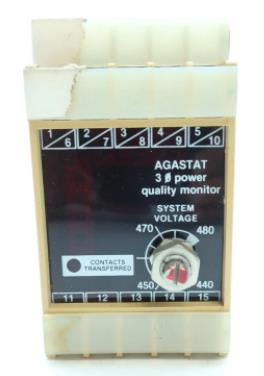 1/6 2/7 3/8 4/9 5/10
AGASTAT
3 ø power
quality monitor
SYSTEM
VOLTAGE
470 480
CONTACTS
TRANSFERRED
450 440
11 12 13 14 15